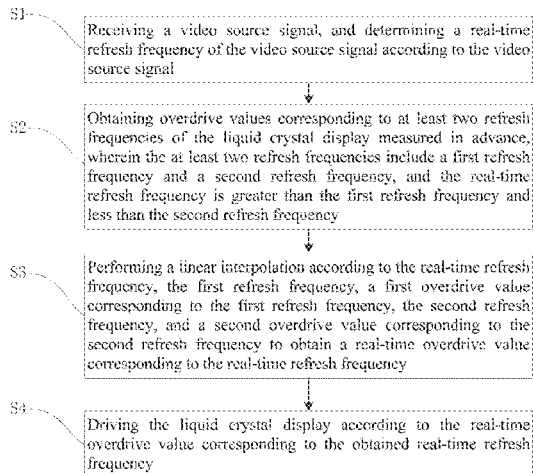 S1
Receiving a video source signal, and determining a real-time
refresh frequency of the video source signal according to the video
source signal
S2
Obtaining overdrive values corresponding to at least two refresh
frequencies of the liquid crystal display measured in advance,
wherein the at least two refresh frequencies include a first refresh
frequency and a second refresh frequency, and the real-time
refresh frequency is greater than the first refresh frequency and
less than the second refresh frequency
S3
Performing a linear interpolation according to the real-time refresh
frequency, the first refresh frequency, a first overdrive value
corresponding to the first refresh frequency, the second refresh
frequency, and a second overdrive value corresponding to the
second refresh frequency to obtain a real-time overdrive value
corresponding to the real-time refresh frequency
S4
Driving the liquid crystal display according to the real-time
overdrive value corresponding to the obtained real-time refresh
frequency